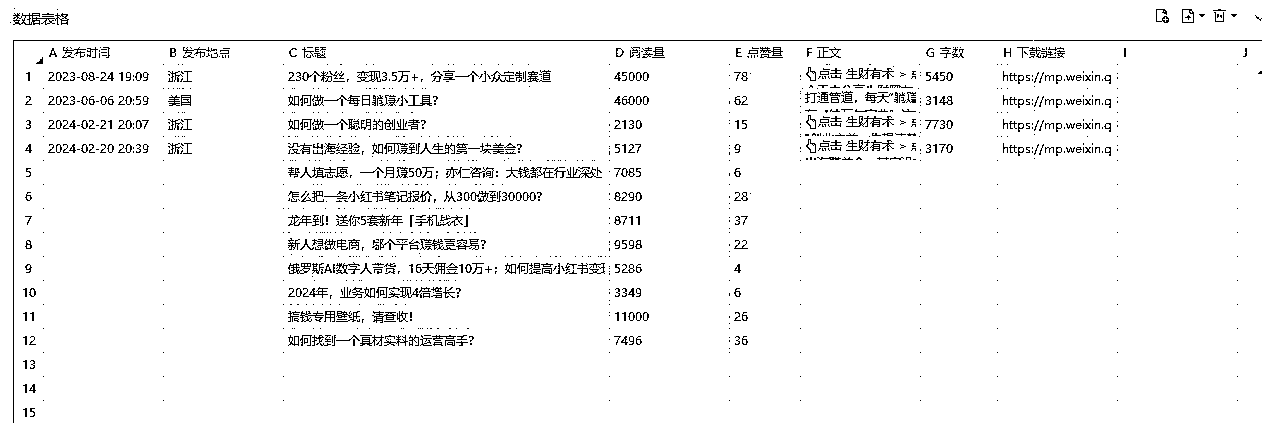 数据表格
A 发布时间 B 发布地点 C 标题 D 阅读量 E 点赞量 F 正文 G 字数 H 下载链接 I J
1 2023-08-24 19:09 浙江 230个粉丝，变现3.5万+，分享一个小众定制赛道 45000 78 点击 生财有术 > 5450 https://mp.weixin.q
2 2023-06-06 20:59 美国 如何做一个每日躺赚小工具？ 46000 62 打通管道，每天“躺赚 3148 https://mp.weixin.q
3 2024-02-21 20:07 浙江 如何做一个聪明的创业者？ 2130 15 点击 生财有术 > 7730 https://mp.weixin.q
4 2024-02-20 20:39 浙江 没有出海经验，如何赚到人生的第一块美金？ 5127 9 点击 生财有术 > 3170 https://mp.weixin.q
5 帮人填志愿，一个月赚50万；亦仁咨询：大钱都在行业深处 7085 6
6 怎么把一条小红书笔记报价，从300做到30000？ 8290 28
7 龙年到！送你5套新年「手机战衣」 8711 37
8 新人想做电商，哪个平台赚钱更容易？ 9598 22
9 俄罗斯AI数字人带货，16天佣金10万+；如何提高小红书变现 5286 4
10 2024年，业务如何实现4倍增长？ 3349 6
11 搞钱专用壁纸，请查收！ 11000 26
12 如何找到一个真材实料的运营高手？ 7496 36
13
14
15